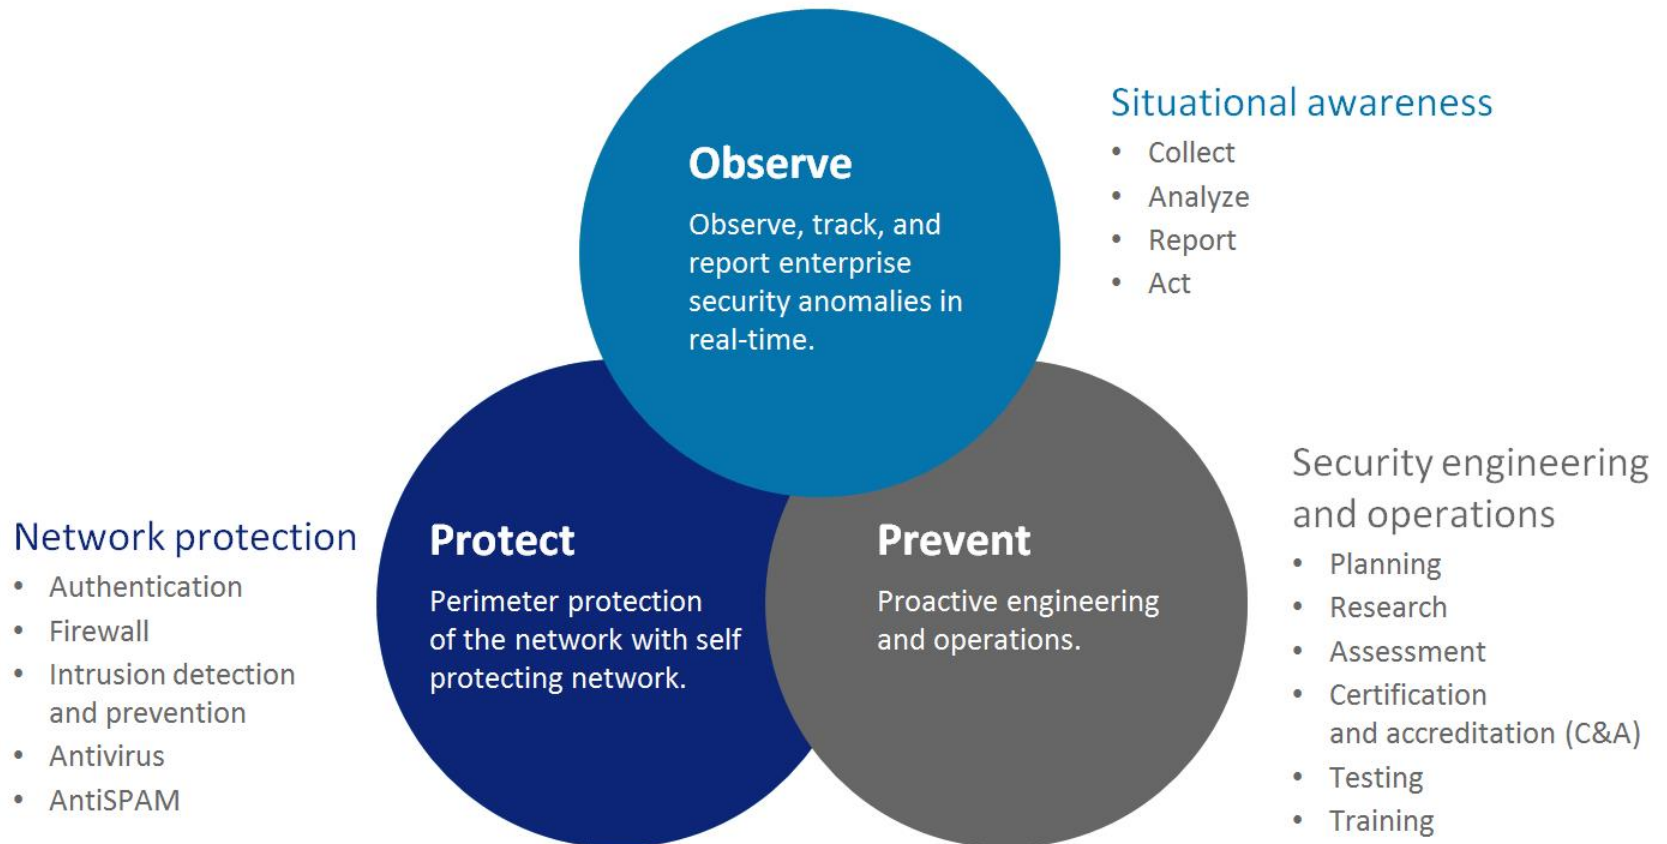 Observe
Observe, track, and
report enterprise
security anomalies in
real-time.
Situational awareness
• Collect
• Analyze
• Report
• Act
Network protection
• Authentication
• Firewall
• Intrusion detection
and prevention
• Antivirus
• AntiSPAM
Protect
Perimeter protection
of the network with self
protecting network.
Prevent
Proactive engineering
and operations.
Security engineering
and operations
• Planning
• Research
• Assessment
• Certification
and accreditation (C&A)
• Testing
• Training